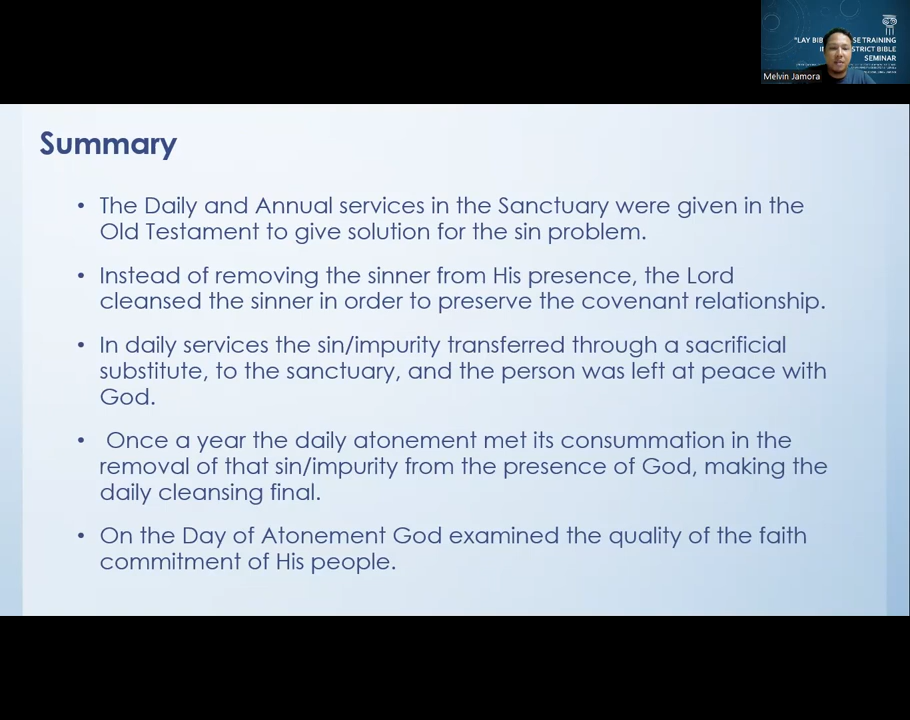 "LAY BIB SE TRAINING
STRICT BIBLE
SEMINAR
Melvin Jamora
Summary
• The Daily and Annual services in the Sanctuary were given in the
Old Testament to give solution for the sin problem.
• Instead of removing the sinner from His presence, the Lord
cleansed the sinner in order to preserve the covenant relationship.
• In daily services the sin/impurity transferred through a sacrificial
substitute, to the sanctuary, and the person was left at peace with
God.
• Once a year the daily atonement met its consummation in the
removal of that sin/impurity from the presence of God, making the
daily cleansing final.
• On the Day of Atonement God examined the quality of the faith
commitment of His people.